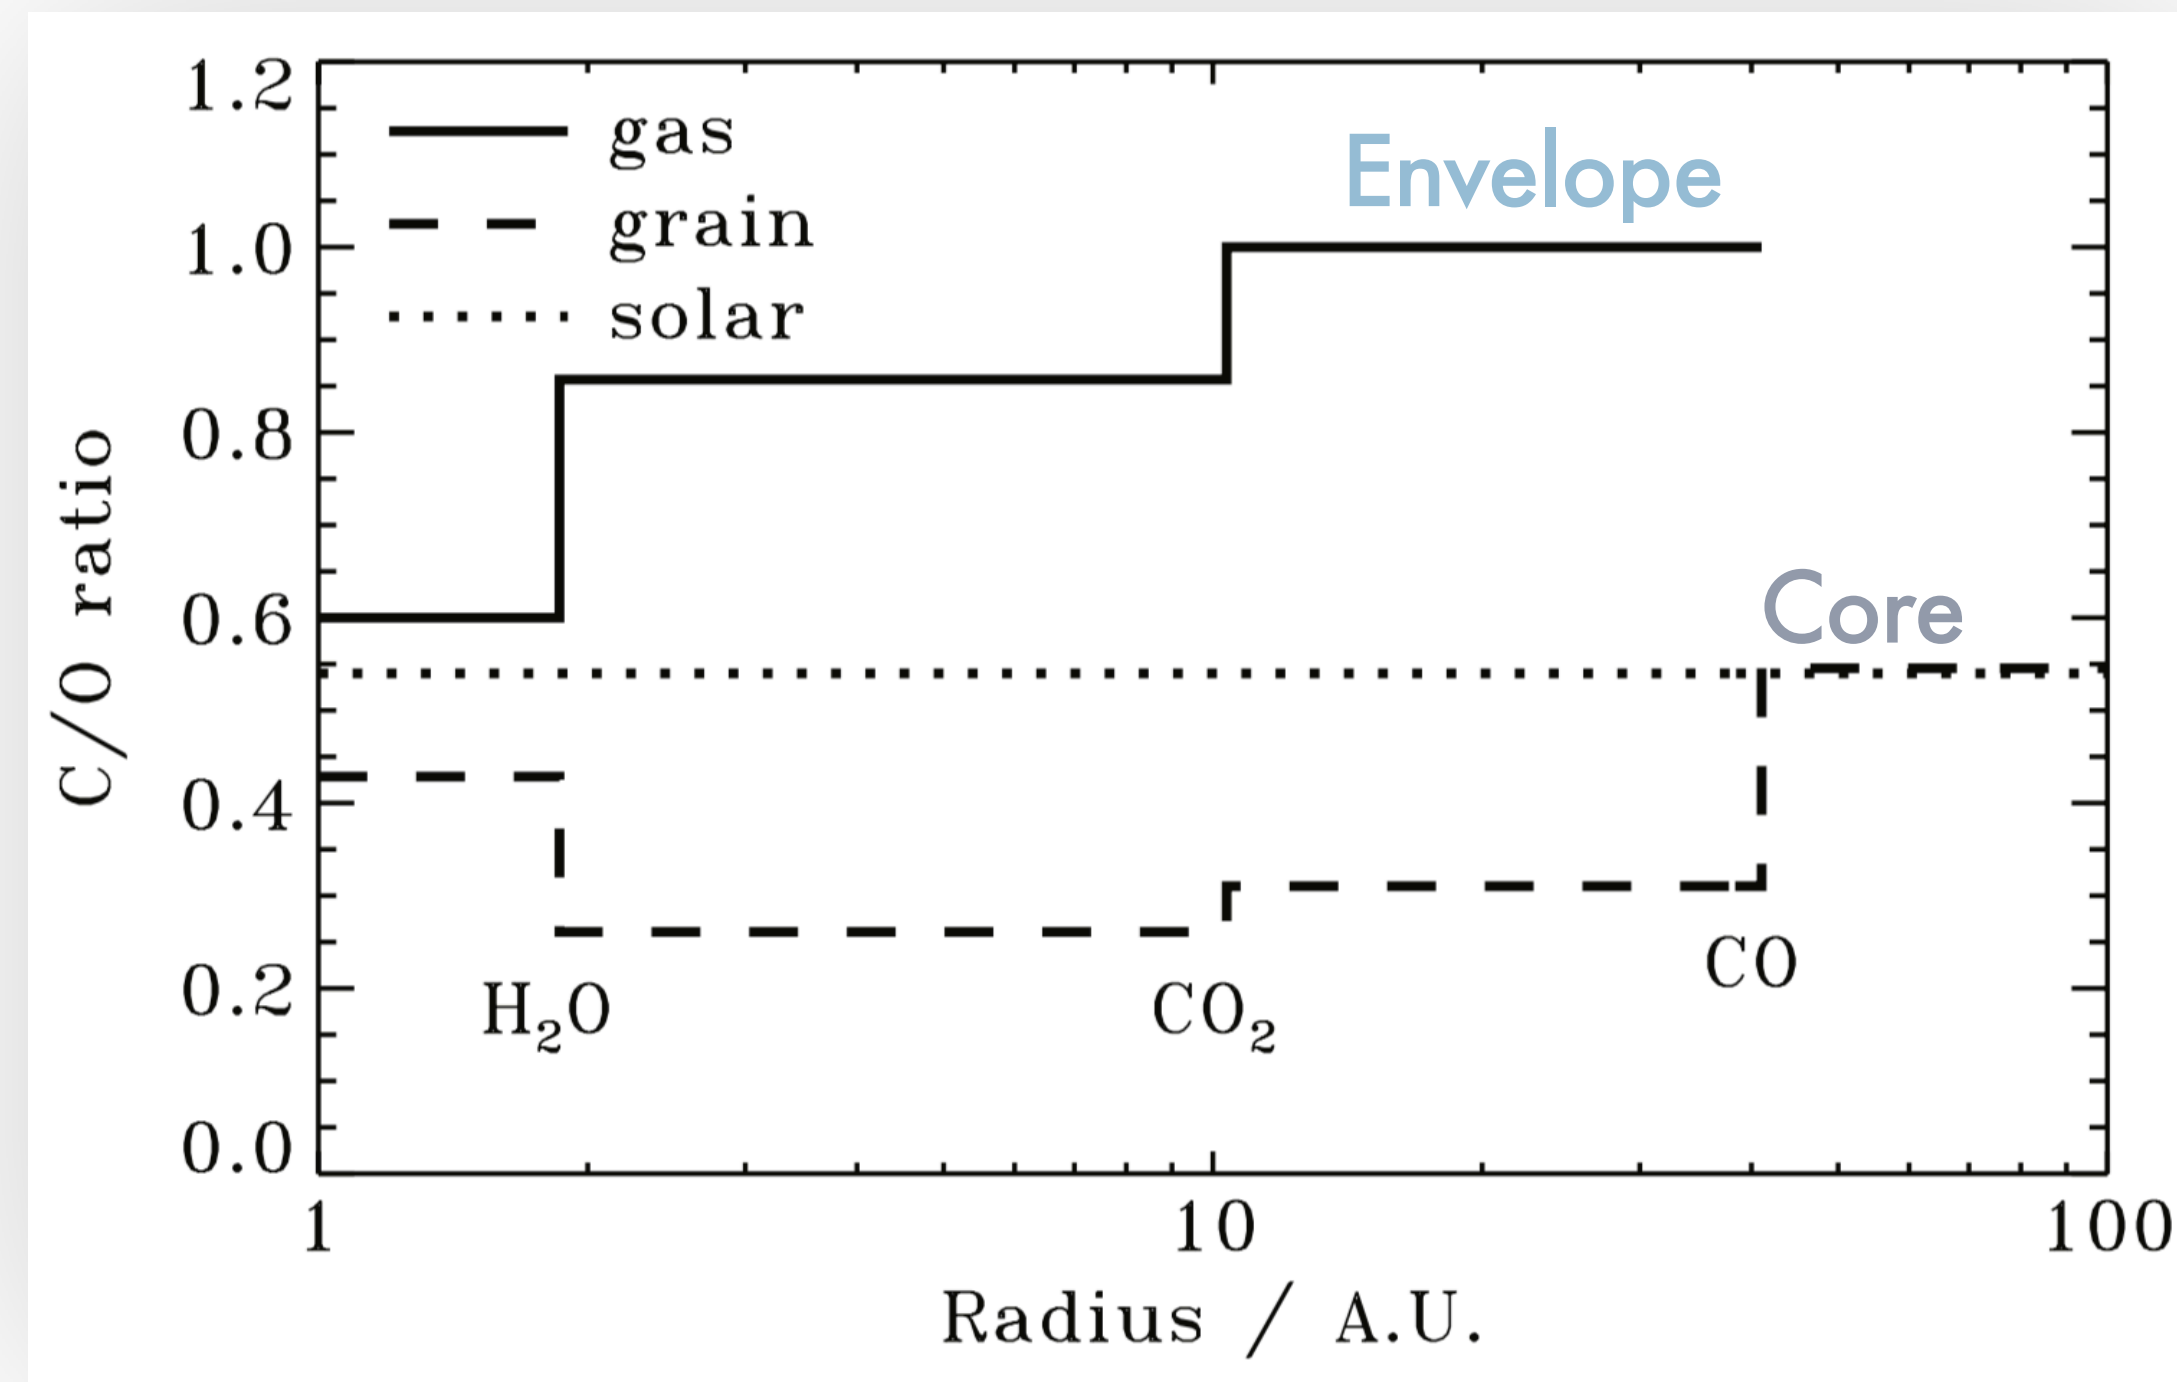 1.2
1.0
0.8
0.6
0.4
0.2
0.0
C/O ratio
gas
grain
solar
Envelope
Core
H₂O
CO₂
CO
1
10
100
Radius / A.U.